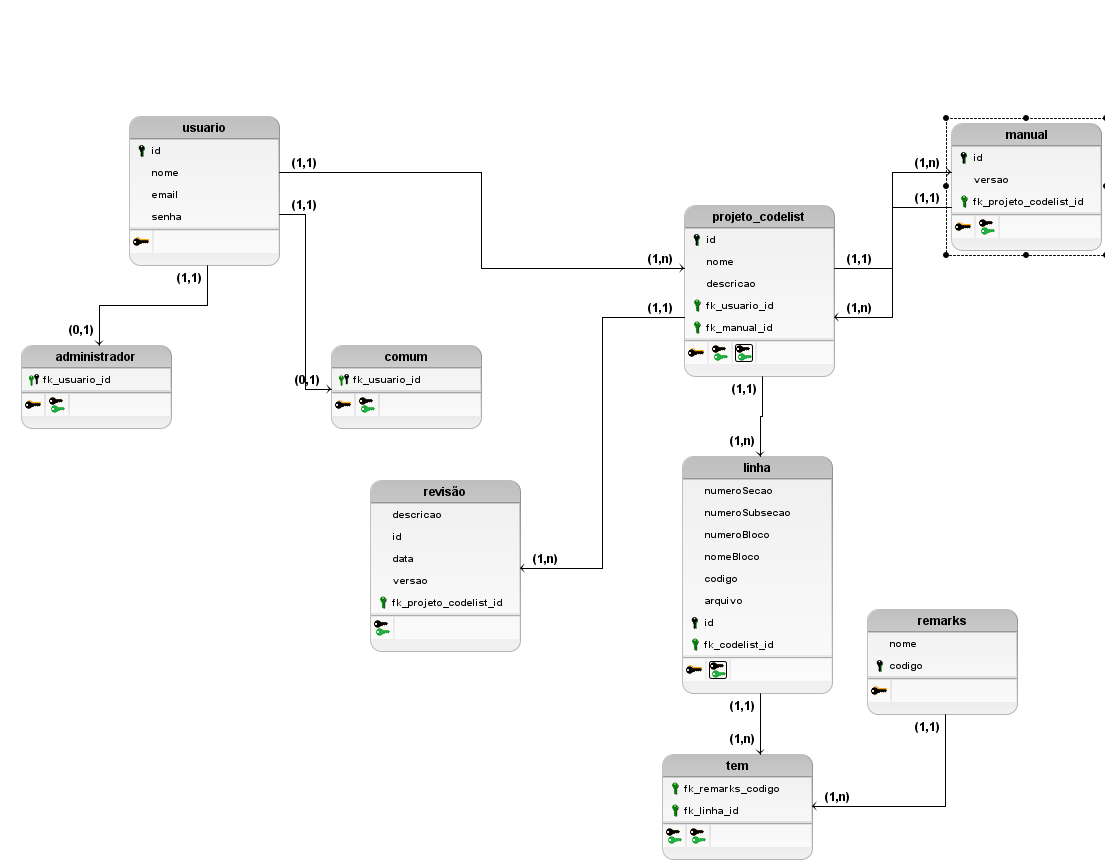 usuario
id
nome
email
senha
(1,1)
(1,1)
(1,1)
(0,1)
administrador
fk_usuario_id
(0,1)
comum
fk_usuario_id
(1,n)
projeto_codelist
id
nome
descricao
fk_usuario_id
fk_manual_id
(1,1)
(1,1)
(1,n)
(1,n)
(1,1)
manual
id
versao
fk_projeto_codelist_id
(1,1)
(1,n)
revisão
descricao
id
data
versao
fk_projeto_codelist_id
(1,n)
linha
numeroSecao
numeroSubsecao
numeroBloco
nomeBloco
codigo
arquivo
id
fk_codelist_id
remarks
nome
codigo
(1,1)
(1,n)
(1,1)
tem
fk_remarks_codigo
fk_linha_id
(1,n)